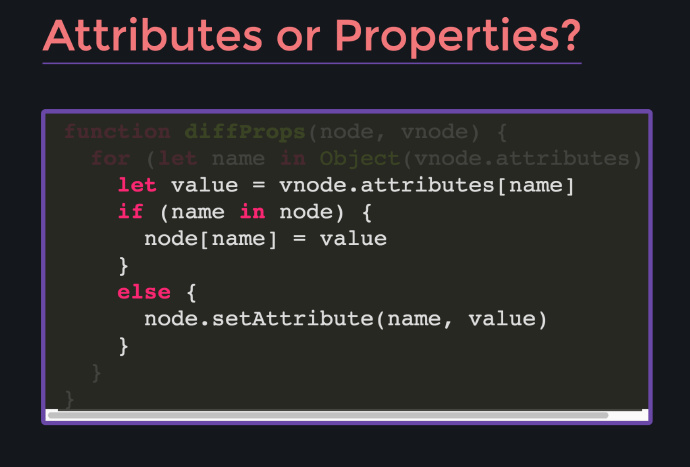 Attributes or Properties?
function diffProps(node, vnode) {
for (let name in Object(vnode.attributes)
let value = vnode.attributes[name]
if (name in node) {
node[name] = value
}
else {
node.setAttribute(name, value)
}
}
}